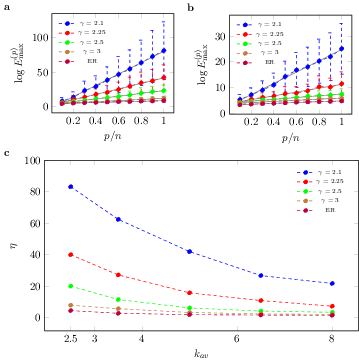 a
log E_max^(p)
100
50
0
γ = 2.1
γ = 2.25
γ = 2.5
γ = 3
ER
0.2 0.4 0.6 0.8 1
p/n
b
log E_max^(p)
30
20
10
0
γ = 2.1
γ = 2.25
γ = 2.5
γ = 3
ER
0.2 0.4 0.6 0.8 1
p/n
c
η
100
80
60
40
20
0
γ = 2.1
γ = 2.25
γ = 2.5
γ = 3
ER
2.5 3 4 6 8
k_av